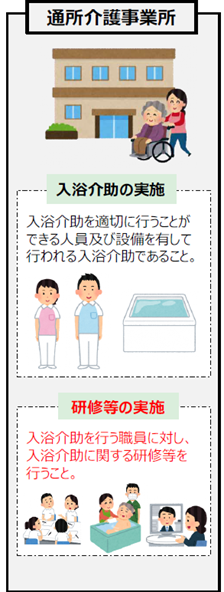 通所介護事業所
入浴介助の実施
入浴介助を適切に行うことが
できる人員及び設備を有して
行われる入浴介助であること。
研修等の実施
入浴介助を行う職員に対し、
入浴介助に関する研修等を
行うこと。